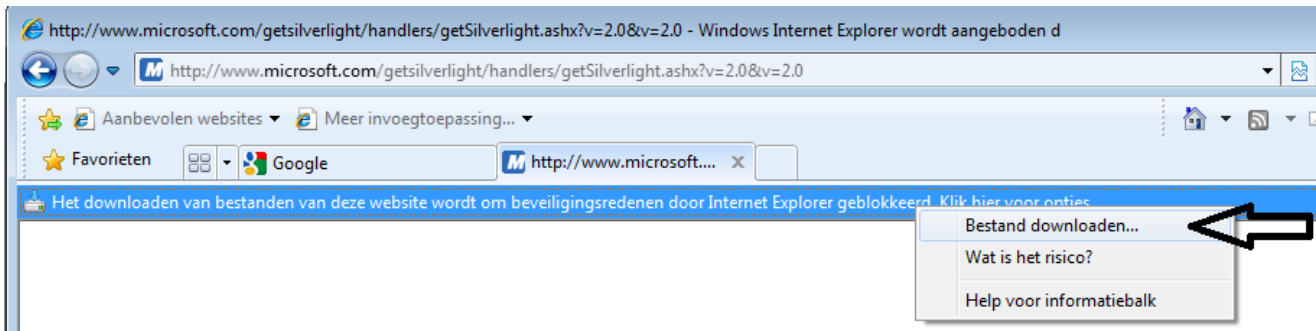 http://www.microsoft.com/getsilverlight/handlers/getSilverlight.ashx?v=2.0&v=2.0 - Windows Internet Explorer wordt aangeboden d
http://www.microsoft.com/getsilverlight/handlers/getSilverlight.ashx?v=2.0&v=2.0
Aanbevolen websites Meer invoegtoepassing...
Favorieten Google http://www.microsoft....
Het downloaden van bestanden van deze website wordt om beveiligingsredenen door Internet Explorer geblokkeerd. Klik hier voor opties
Bestand downloaden...
Wat is het risico?
Help voor informatiebalk